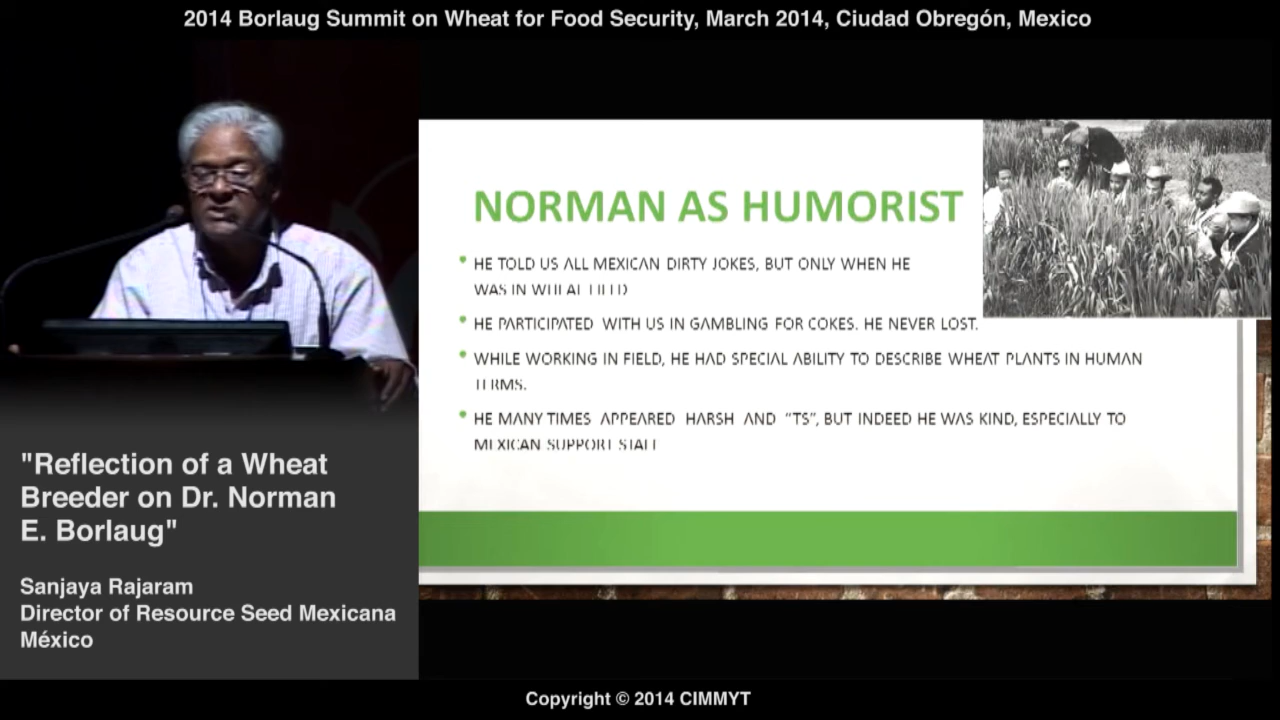 2014 Borlaug Summit on Wheat for Food Security, March 2014, Ciudad Obregón, Mexico
NORMAN AS HUMORIST
• HE TOLD US ALL MEXICAN DIRTY JOKES, BUT ONLY WHEN HE
WAS IN WHEAT FIELD
• HE PARTICIPATED WITH US IN GAMBLING FOR COKES. HE NEVER LOST.
• WHILE WORKING IN FIELD, HE HAD SPECIAL ABILITY TO DESCRIBE WHEAT PLANTS IN HUMAN
TERMS.
• HE MANY TIMES APPEARED HARSH AND “TS”, BUT INDEED HE WAS KIND, ESPECIALLY TO
MEXICAN SUPPORT STAFF
"Reflection of a Wheat
Breeder on Dr. Norman
E. Borlaug"
Sanjaya Rajaram
Director of Resource Seed Mexicana
México
Copyright © 2014 CIMMYT